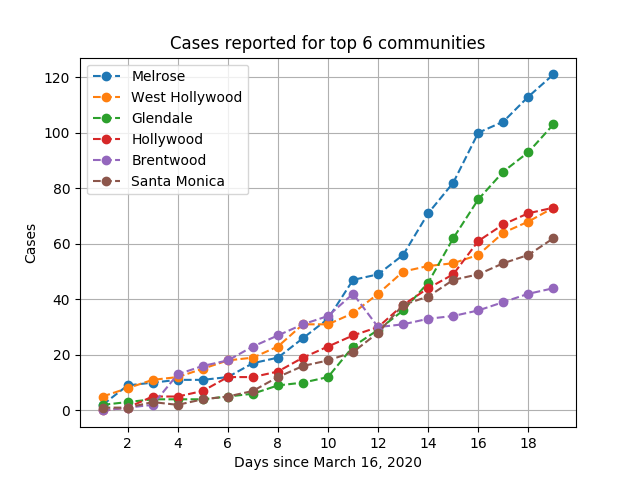 Cases reported for top 6 communities
Melrose
West Hollywood
Glendale
Hollywood
Brentwood
Santa Monica
Cases
120
100
80
60
40
20
0
2 4 6 8 10 12 14 16 18
Days since March 16, 2020